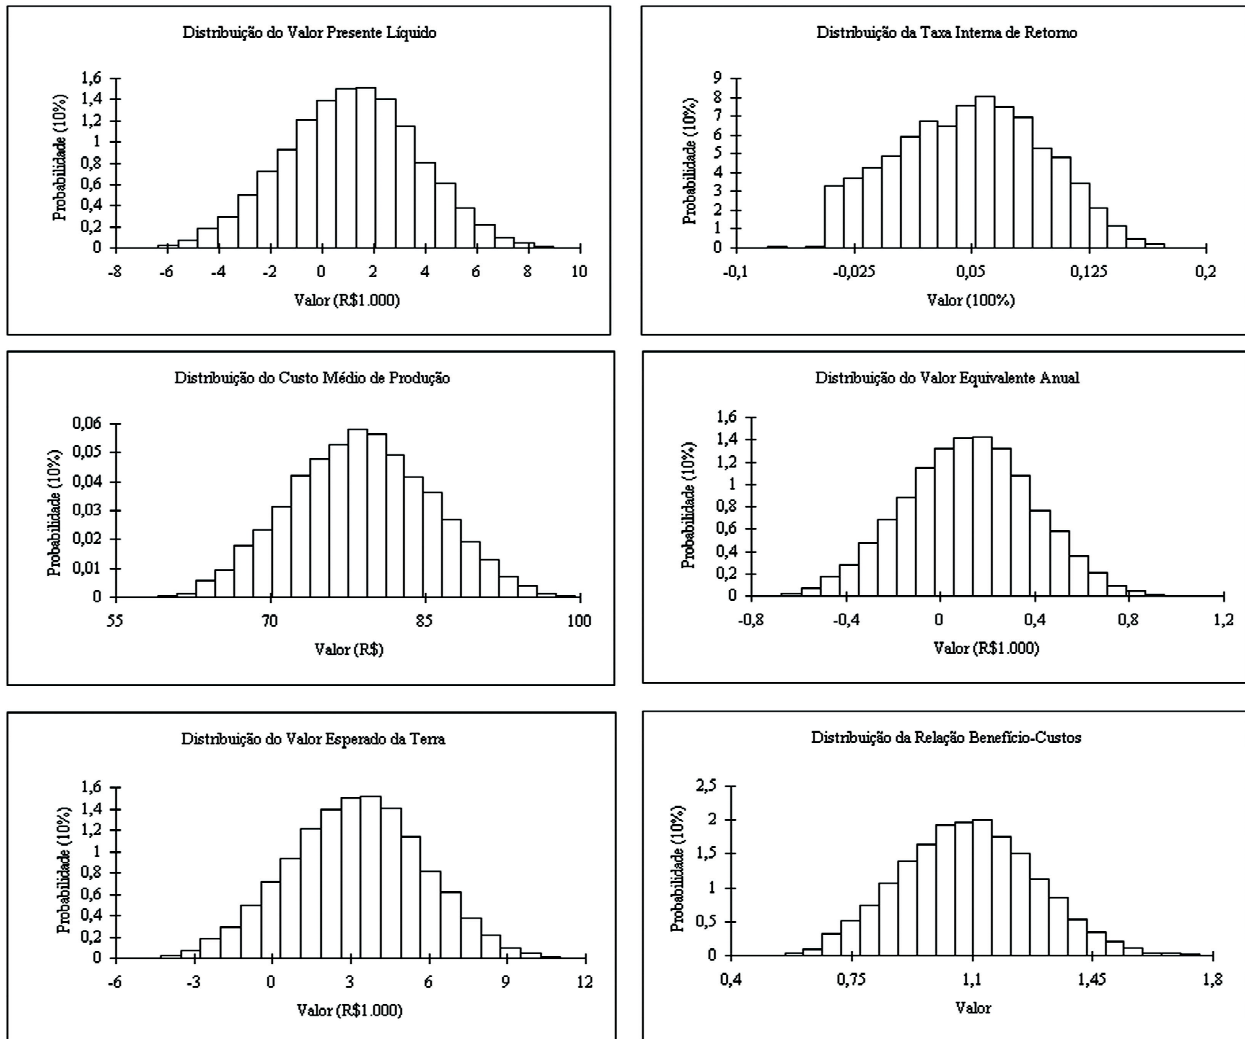 Distribuição do Valor Presente Líquido
Probabilidade (10%)
1,6
1,4
1,2
1
0,8
0,6
0,4
0,2
0
-8 -6 -4 -2 0 2 4 6 8 10
Valor (R$1.000)
Distribuição da Taxa Interna de Retorno
Probabilidade (10%)
9
8
7
6
5
4
3
2
1
0
-0,1 -0,025 0,05 0,125 0,2
Valor (100%)
Distribuição do Custo Médio de Produção
Probabilidade (10%)
0,06
0,05
0,04
0,03
0,02
0,01
0
55 70 85 100
Valor (R$)
Distribuição do Valor Equivalente Anual
Probabilidade (10%)
1,6
1,4
1,2
1
0,8
0,6
0,4
0,2
0
-0,8 -0,4 0 0,4 0,8 1,2
Valor (R$1.000)
Distribuição do Valor Esperado da Terra
Probabilidade (10%)
1,6
1,4
1,2
1
0,8
0,6
0,4
0,2
0
-6 -3 0 3 6 9 12
Valor (R$1.000)
Distribuição da Relação Benefício-Custos
Probabilidade (10%)
2,5
2
1,5
1
0,5
0
0,4 0,75 1,1 1,45 1,8
Valor